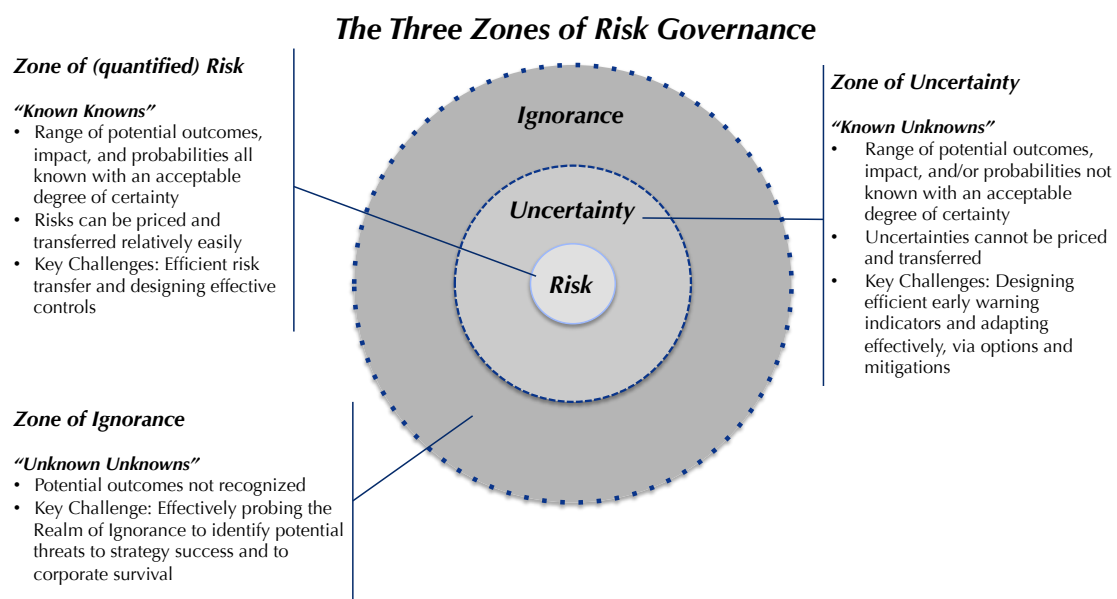 The Three Zones of Risk Governance
Zone of (quantified) Risk
“Known Knowns”
• Range of potential outcomes,
impact, and probabilities all
known with an acceptable
degree of certainty
• Risks can be priced and
transferred relatively easily
• Key Challenges: Efficient risk
transfer and designing effective
controls
Ignorance
Uncertainty
Risk
Zone of Uncertainty
“Known Unknowns”
• Range of potential outcomes,
impact, and/or probabilities not
known with an acceptable
degree of certainty
• Uncertainties cannot be priced
and transferred
• Key Challenges: Designing
efficient early warning
indicators and adapting
effectively, via options and
mitigations
Zone of Ignorance
“Unknown Unknowns”
• Potential outcomes not recognized
• Key Challenge: Effectively probing the
Realm of Ignorance to identify potential
threats to strategy success and to
corporate survival